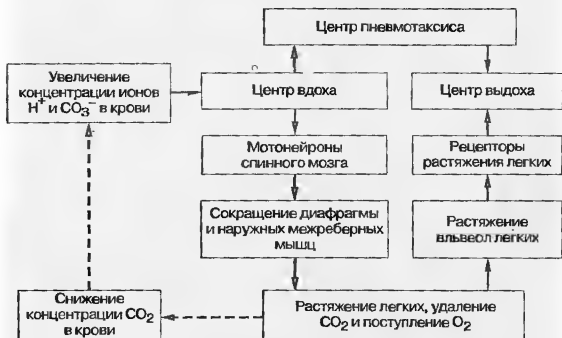 Центр пневмотаксиса
Увеличение
концентрации ионов
H⁺ и CO₃⁻ в крови
Центр вдоха
Центр выдоха
Мотонейроны
спинного мозга
Рецепторы
растяжения легких
Сокращение диафрагмы
и наружных межреберных
мышц
Растяжение
альвеол легких
Снижение
концентрации CO₂
в крови
Растяжение легких, удаление
CO₂ и поступление O₂